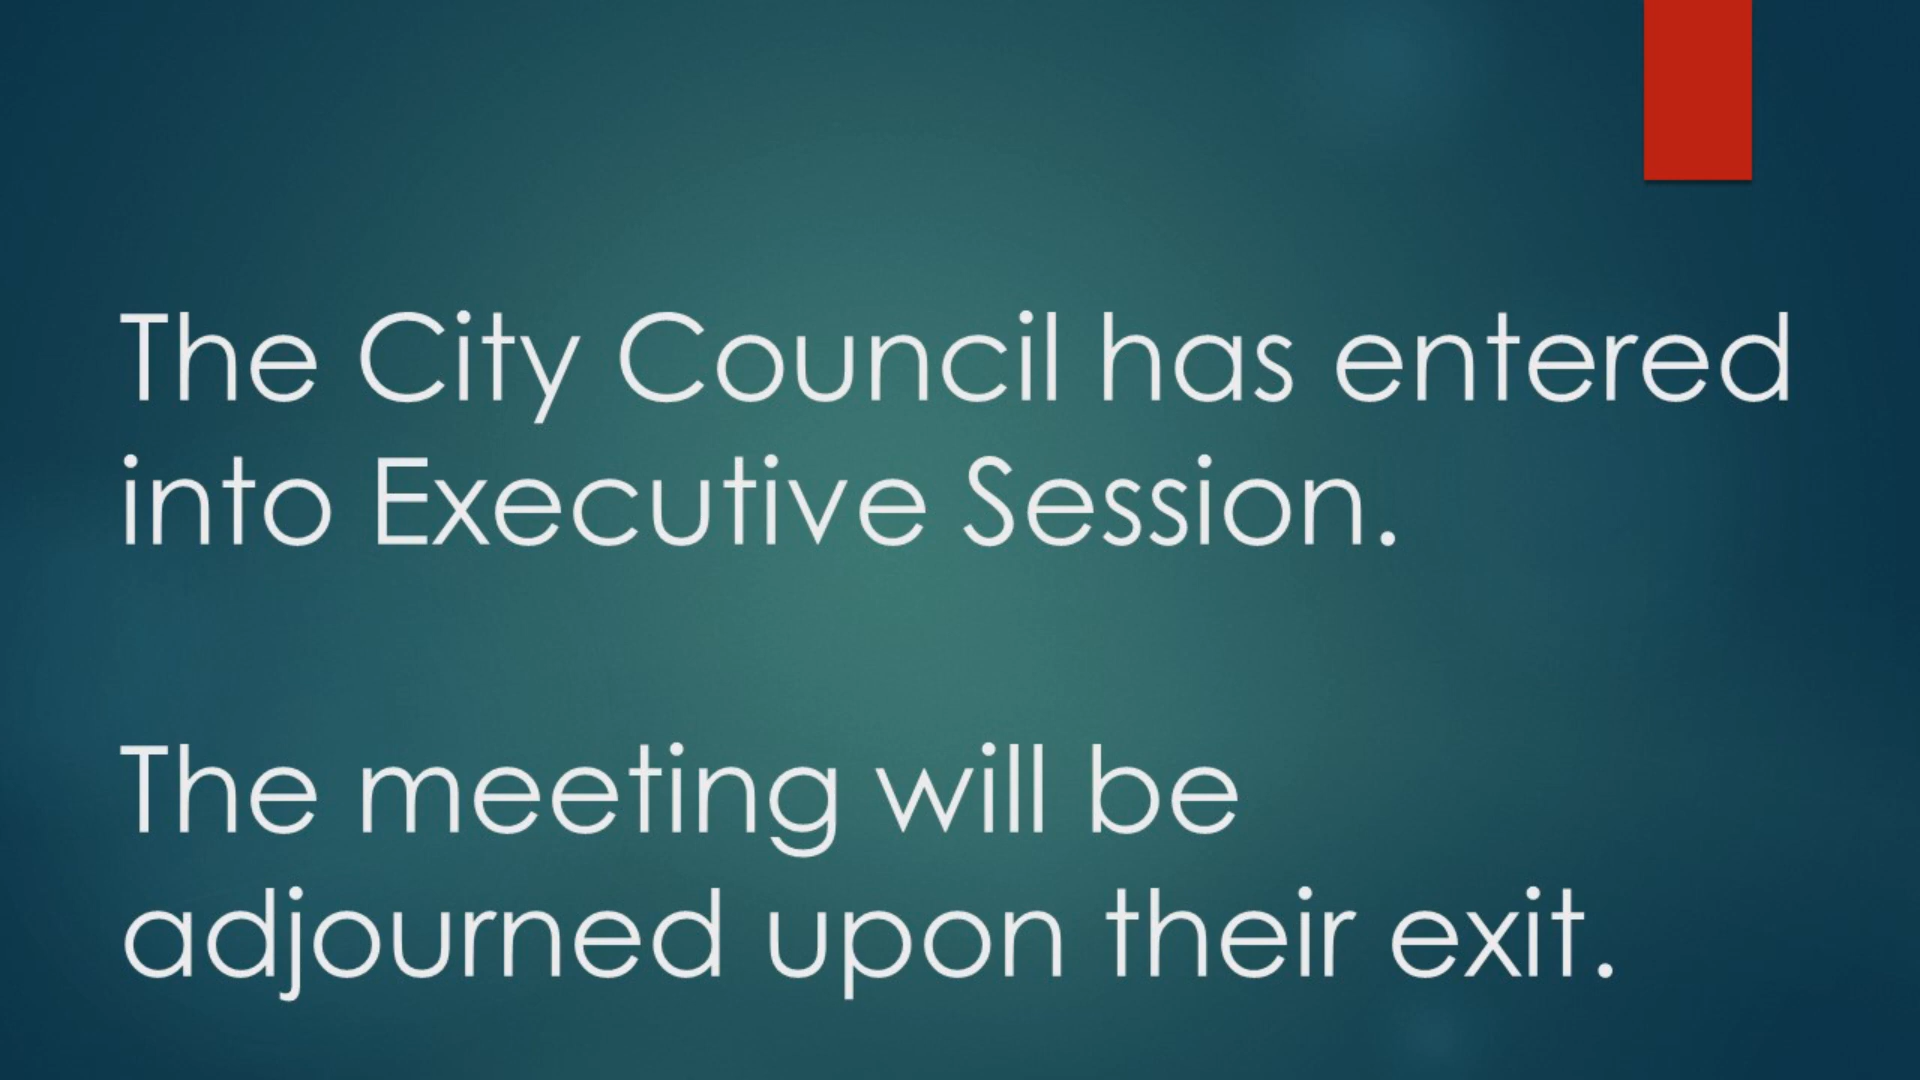 The City Council has entered
into Executive Session.
The meeting will be
adjourned upon their exit.